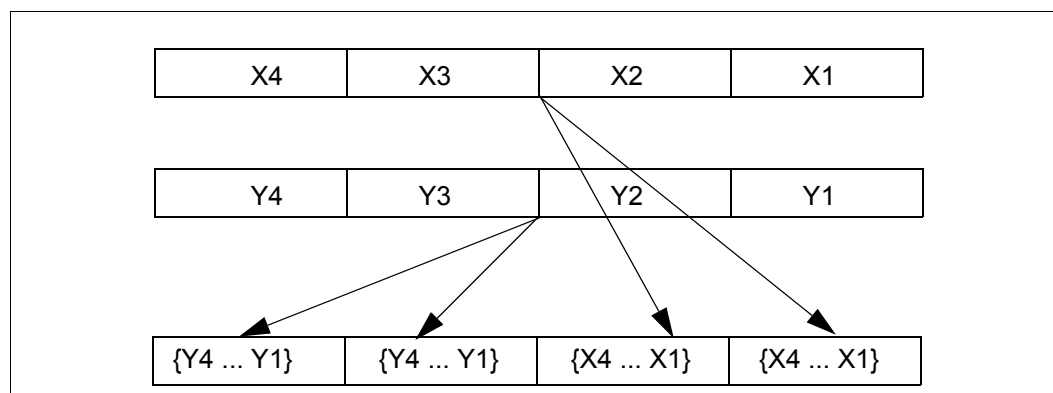 X4 X3 X2 X1
Y4 Y3 Y2 Y1
{Y4 ... Y1} {Y4 ... Y1} {X4 ... X1} {X4 ... X1}